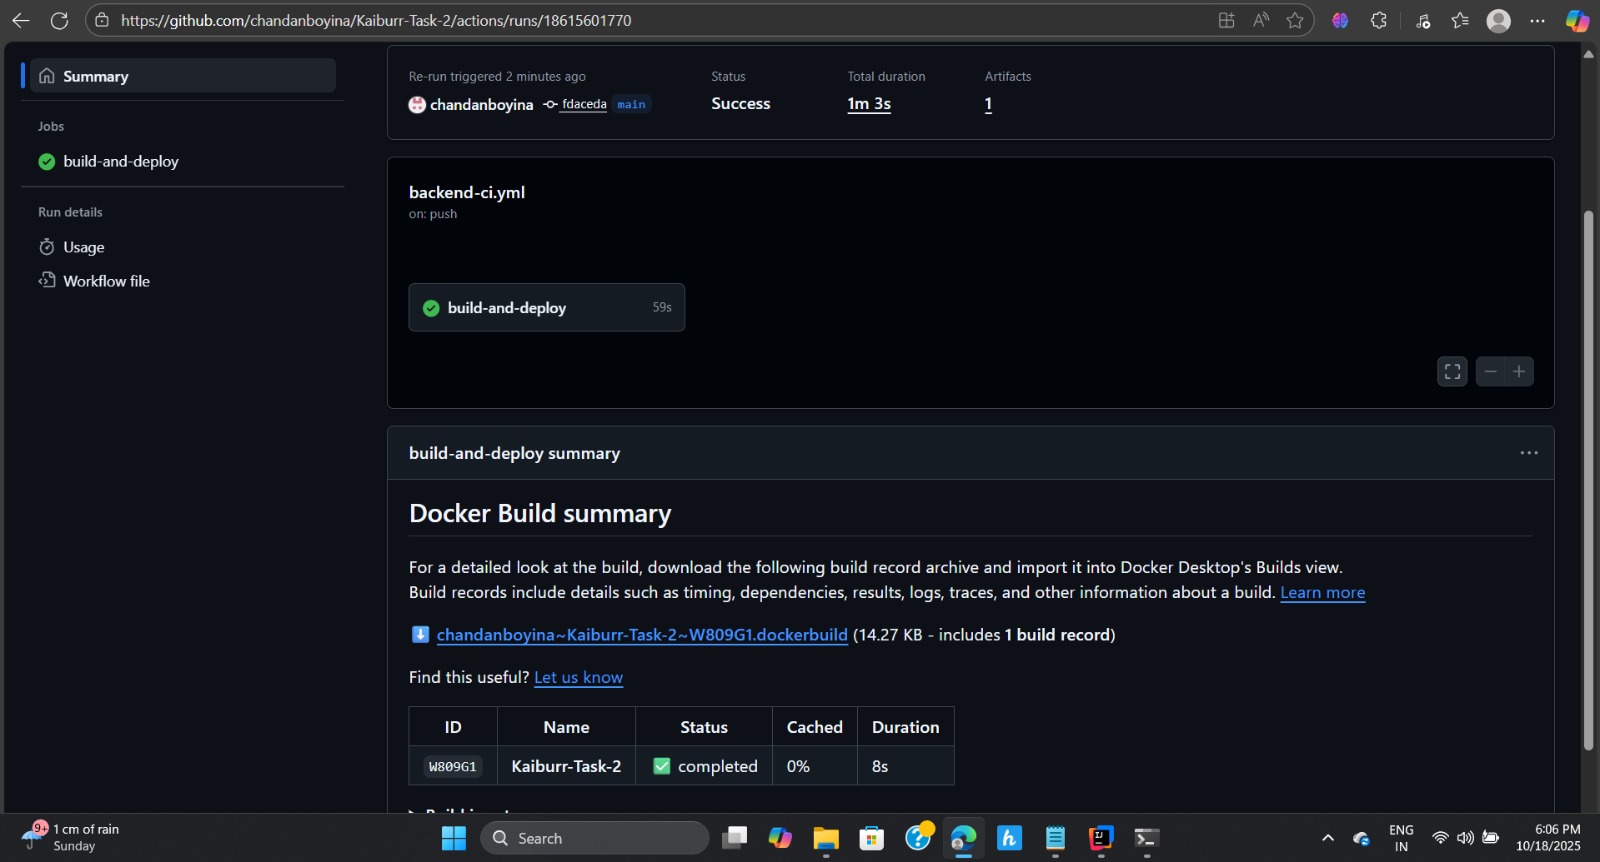 https://github.com/chandanboyina/Kaiburr-Task-2/actions/runs/18615601770
Summary
Jobs
build-and-deploy
Run details
Usage
Workflow file
Re-run triggered 2 minutes ago
chandanboyina fdaceda main
Status
Success
Total duration
1m 3s
Artifacts
1
backend-ci.yml
on: push
build-and-deploy 59s
build-and-deploy summary
Docker Build summary
For a detailed look at the build, download the following build record archive and import it into Docker Desktop's Builds view.
Build records include details such as timing, dependencies, results, logs, traces, and other information about a build. Learn more
chandanboyina~Kaiburr-Task-2~W809G1.dockerbuild (14.27 KB - includes 1 build record)
Find this useful? Let us know
ID Name Status Cached Duration
W809G1 Kaiburr-Task-2 completed 0% 8s
9+
1 cm of rain
Sunday
Search
ENG
IN
6:06 PM
10/18/2025